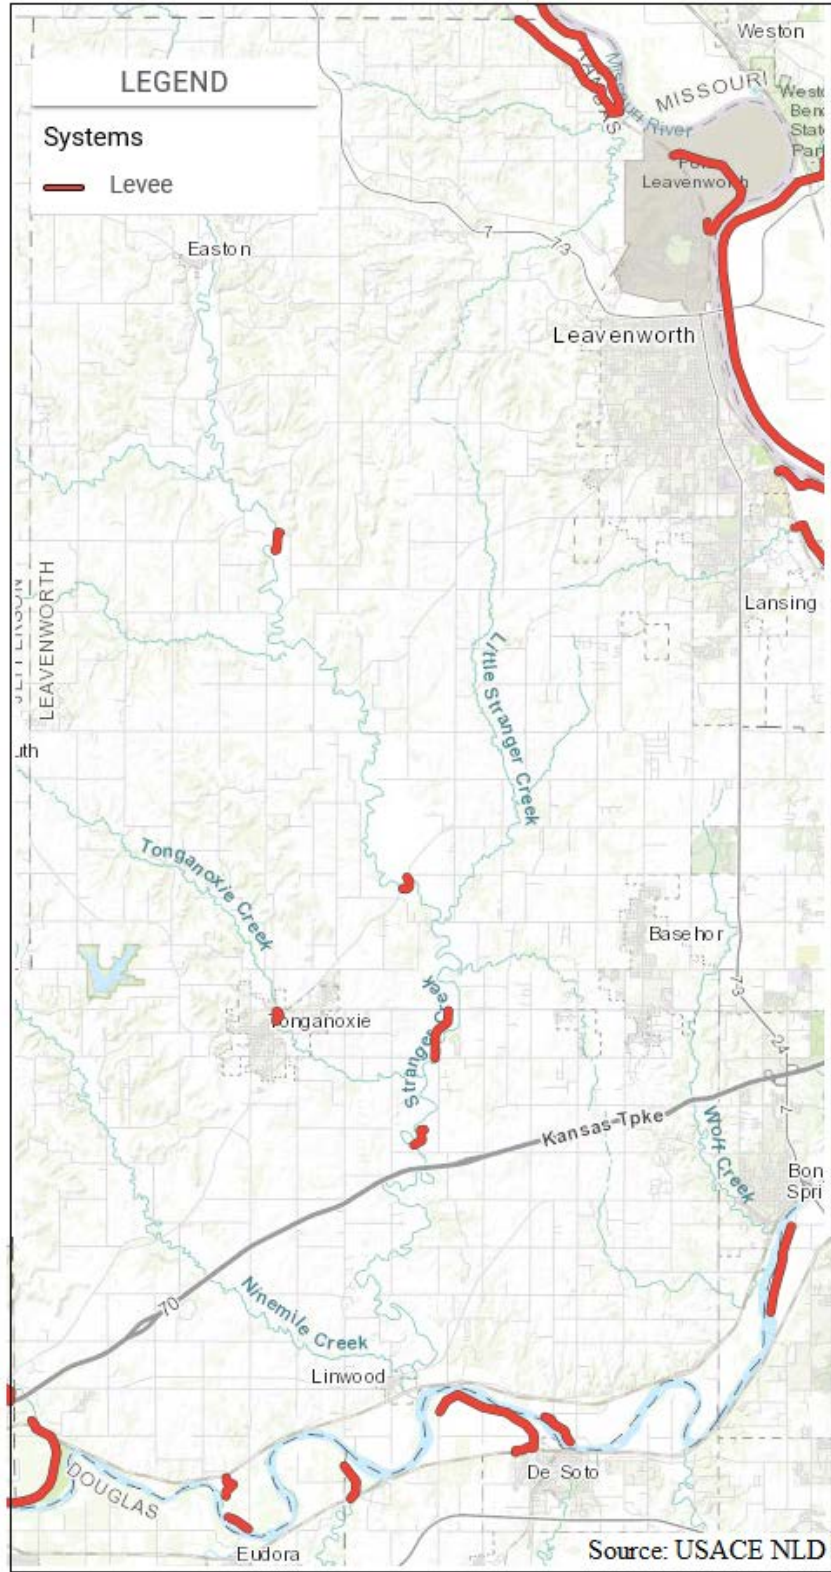 Weston
LEGEND
KANSAS
Missouri River
MISSOURI
Systems
Levee
Leavenworth
7
73
Easton
Leavenworth
LEAVENWORTH
Lansing
Little Stranger Creek
Tonganoxie Creek
Basehor
73
Tonganoxie
Stranger Creek
24
7
Kansas Tpke
Wolf Creek
Bon
Spri
70
Ninemile Creek
Linwood
DOUGLAS
De Soto
Source: USACE NLD
Eudora